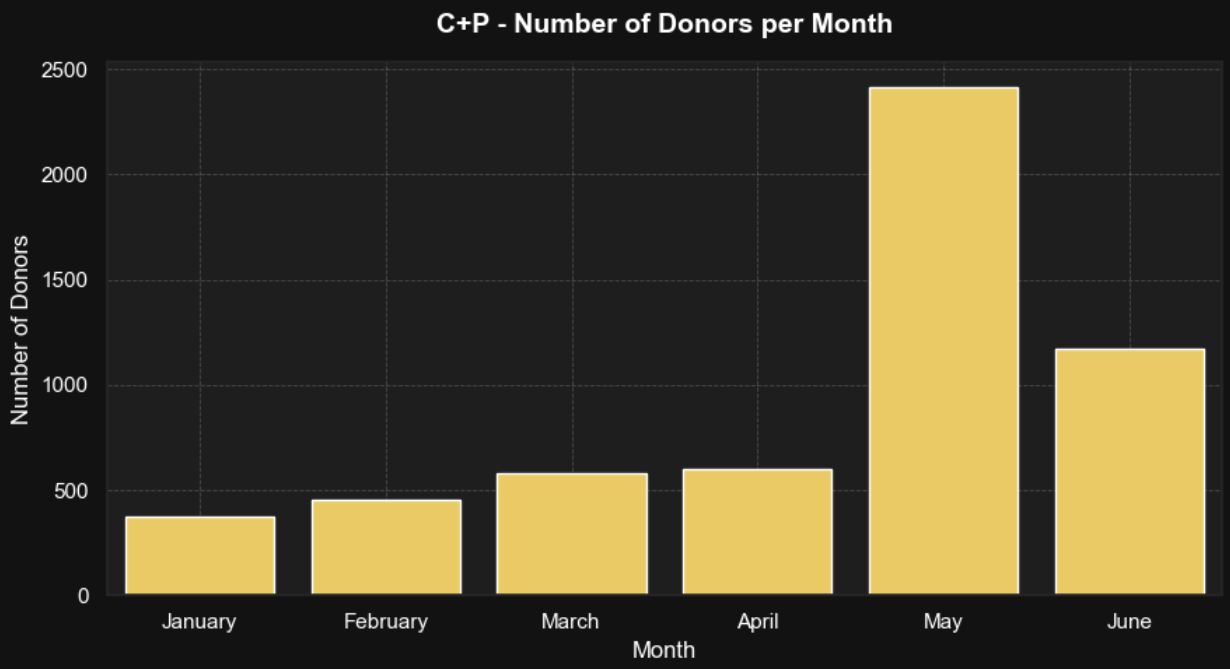 C+P - Number of Donors per Month
Number of Donors
2500
2000
1500
1000
500
0
January February March April May June
Month